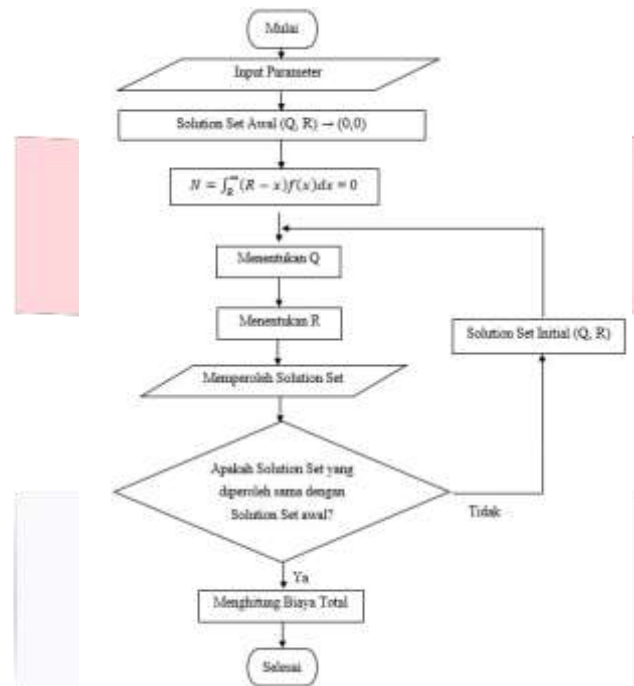 Mulai
Input Parameter
Solution Set Awal (Q, R) → (0,0)
N = ∫_R^∞ (R − x)f(x)dx = 0
Menentukan Q
Menentukan R
Solution Set Initial (Q, R)
Memperoleh Solution Set
Apakah Solution Set yang
diperoleh sama dengan
Solution Set awal?
Tidak
Ya
Menghitung Biaya Total
Selesai